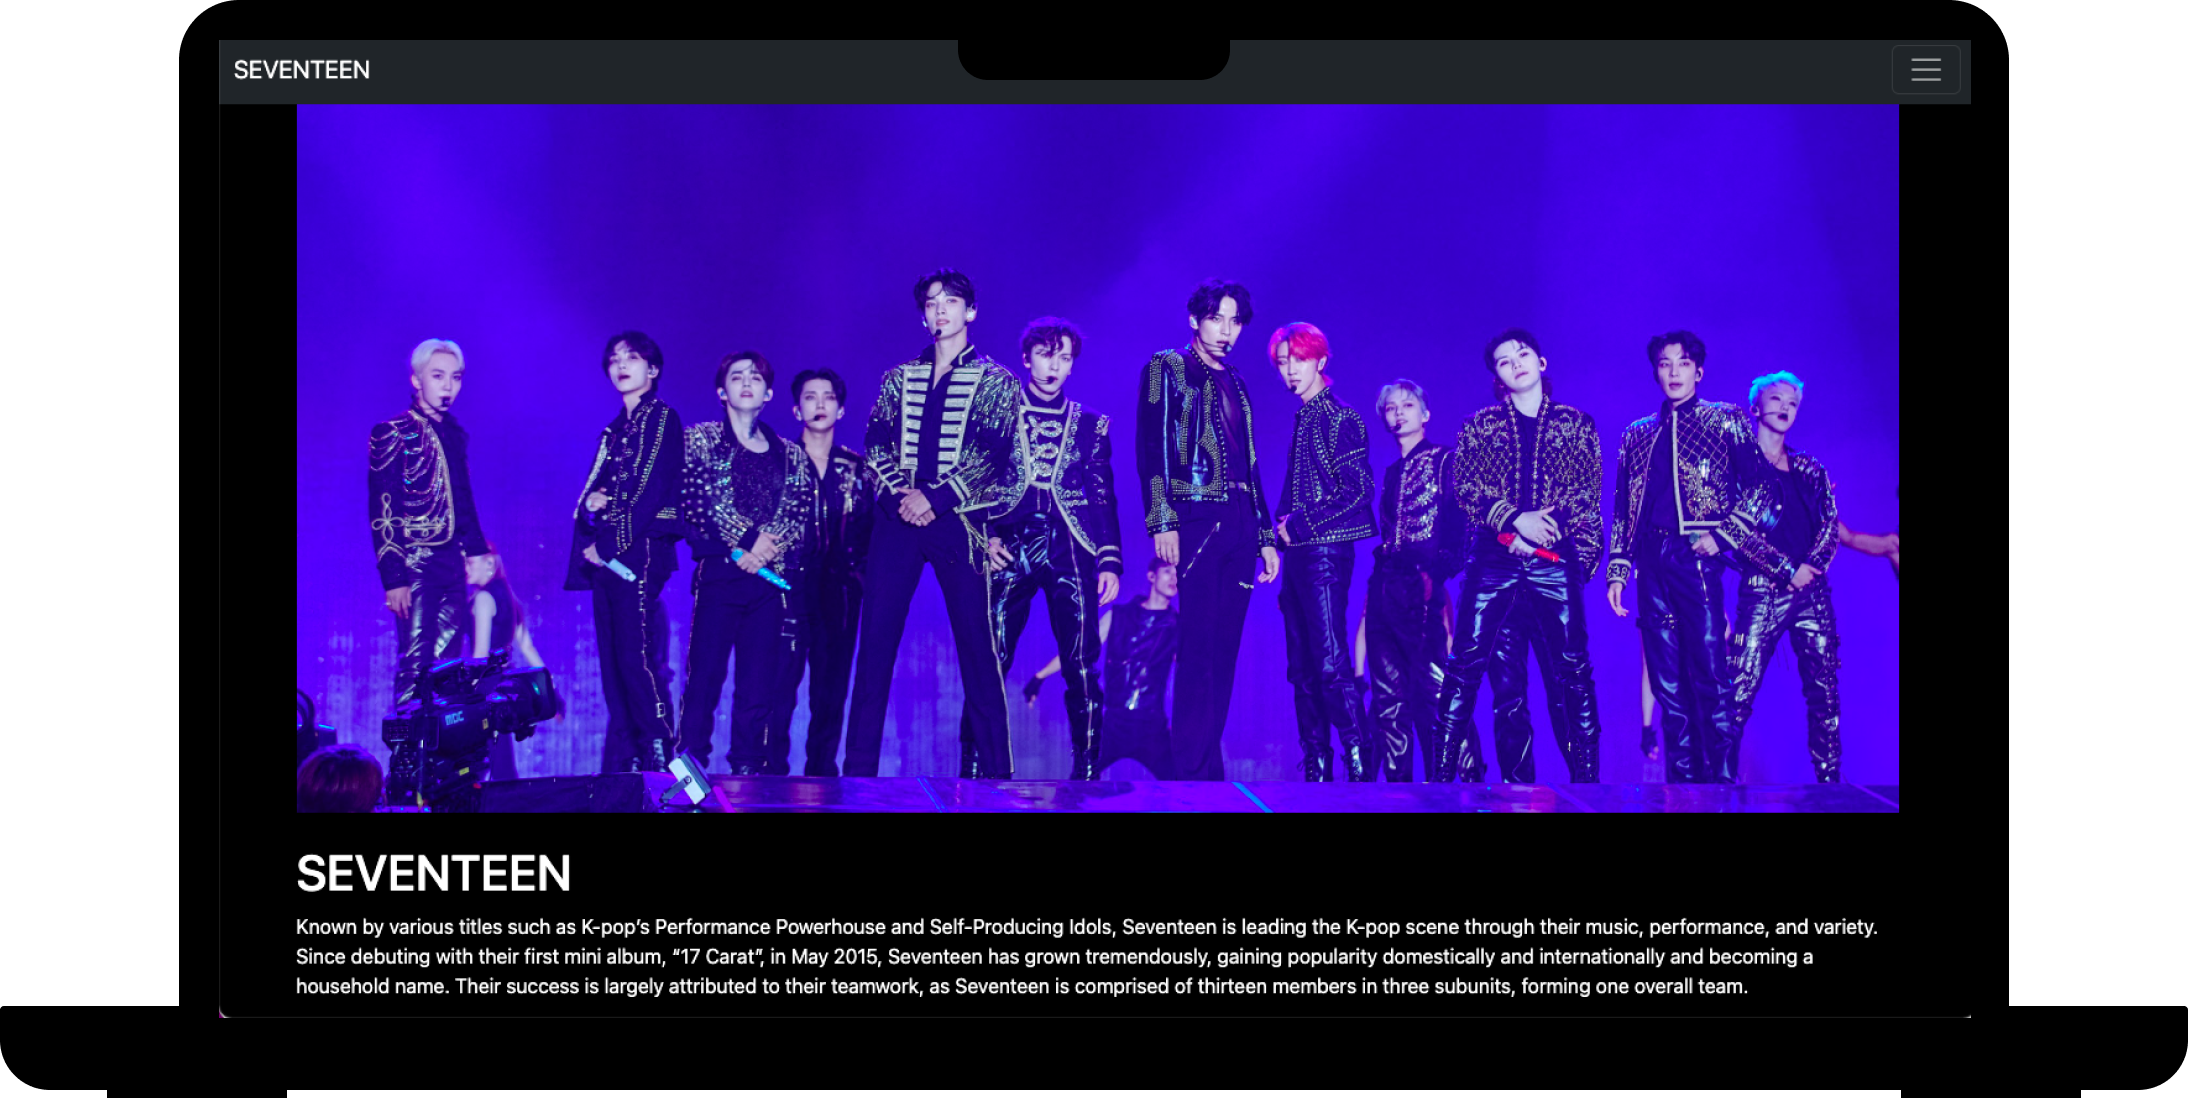 SEVENTEEN
MBC
SEVENTEEN
Known by various titles such as K-pop’s Performance Powerhouse and Self-Producing Idols, Seventeen is leading the K-pop scene through their music, performance, and variety.
Since debuting with their first mini album, “17 Carat”, in May 2015, Seventeen has grown tremendously, gaining popularity domestically and internationally and becoming a
household name. Their success is largely attributed to their teamwork, as Seventeen is comprised of thirteen members in three subunits, forming one overall team.